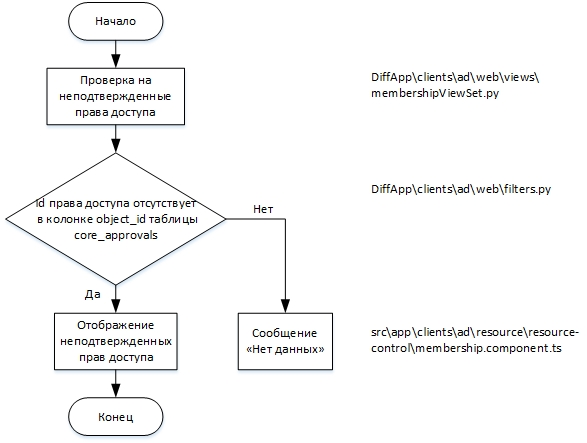 Начало
Проверка на
неподтвержденные
права доступа
DiffApp\clients\ad\web\views\
membershipViewSet.py
id права доступа отсутствует
в колонке object_id таблицы
core_approvals
DiffApp\clients\ad\web\filters.py
Нет
Да
Отображение
неподтвержденных
прав доступа
Сообщение
«Нет данных»
src\app\clients\ad\resource\resource-
control\membership.component.ts
Конец